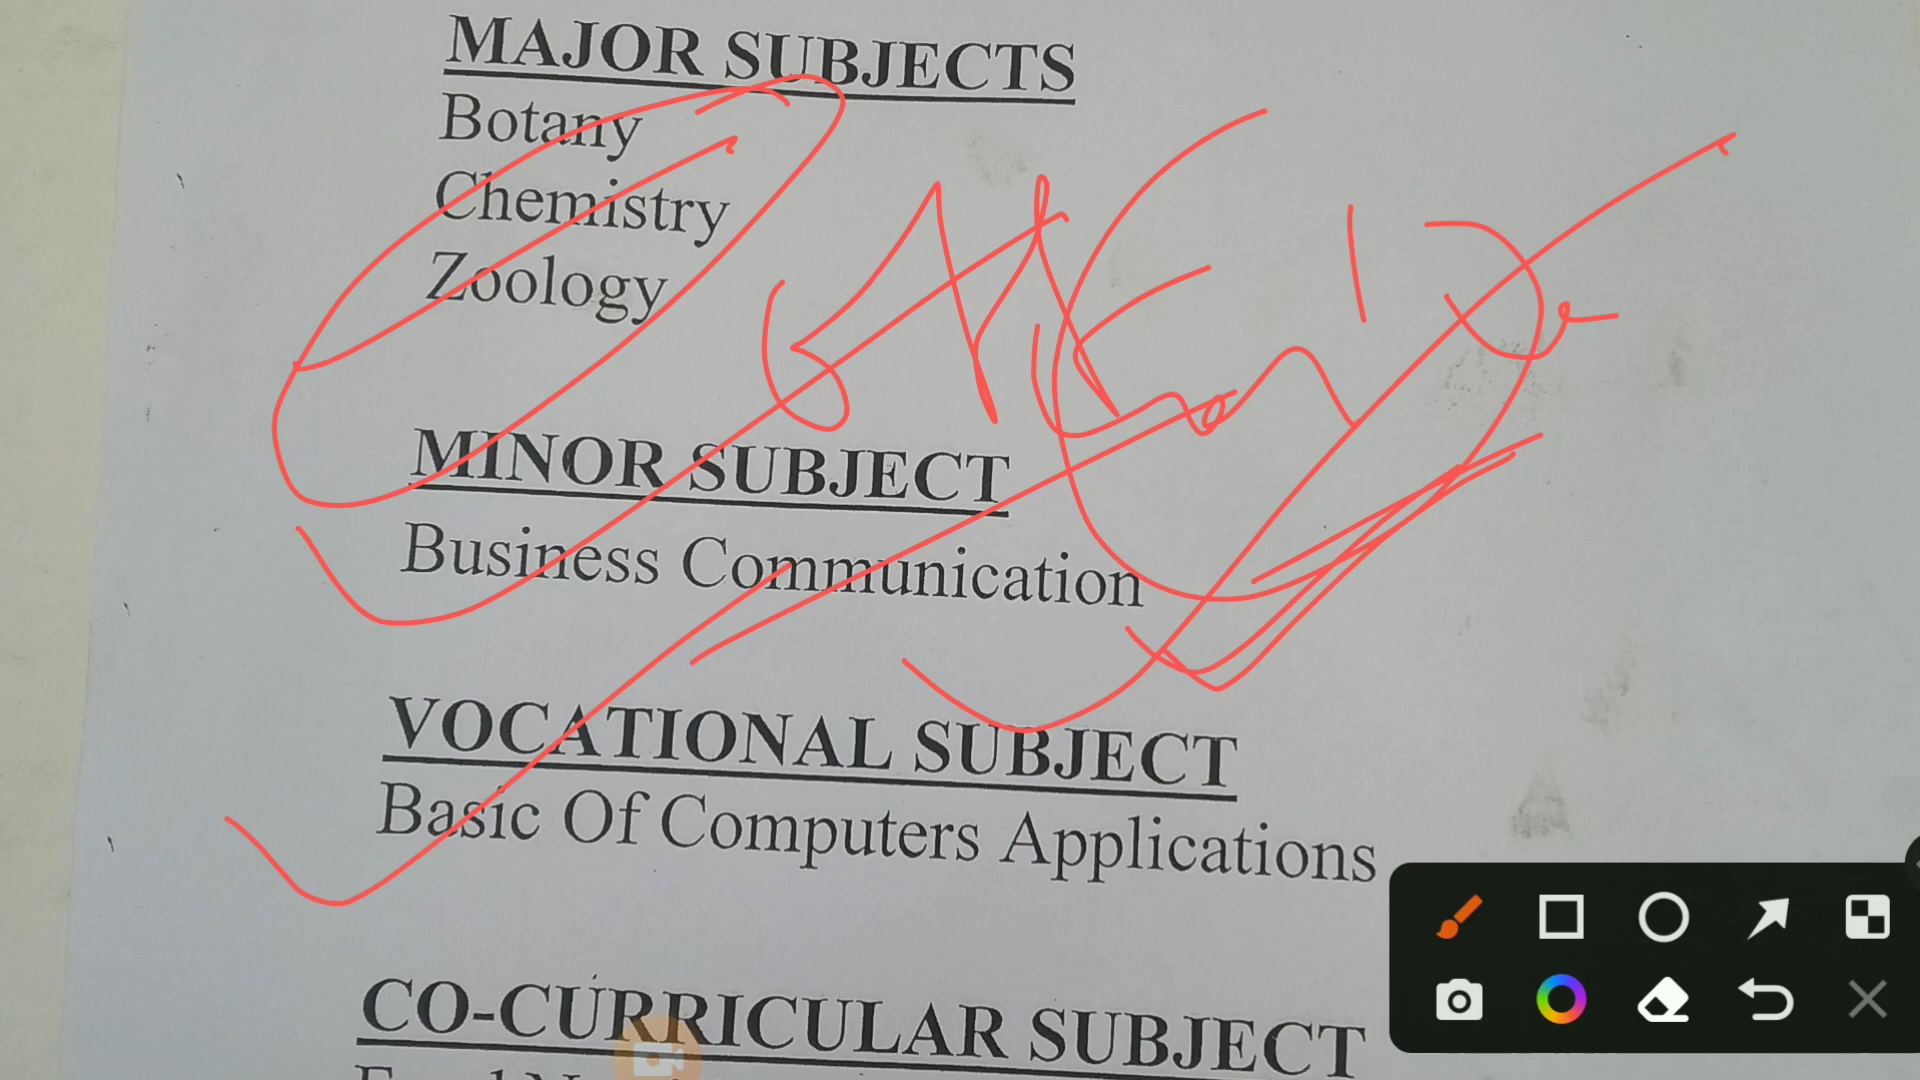 MAJOR SUBJECTS
Botany
Chemistry
Zoology
MINOR SUBJECT
Business Communication
VOCATIONAL SUBJECT
Basic Of Computers Applications
CO-CURRICULAR SUBJECT